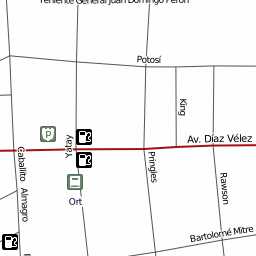 Teniente General Juan Domingo Perón
Potosí
King
P
Yatay
Av. Díaz Vélez
Caballito
Almagro
Pringles
Rawson
Ort
Bartolomé Mitre